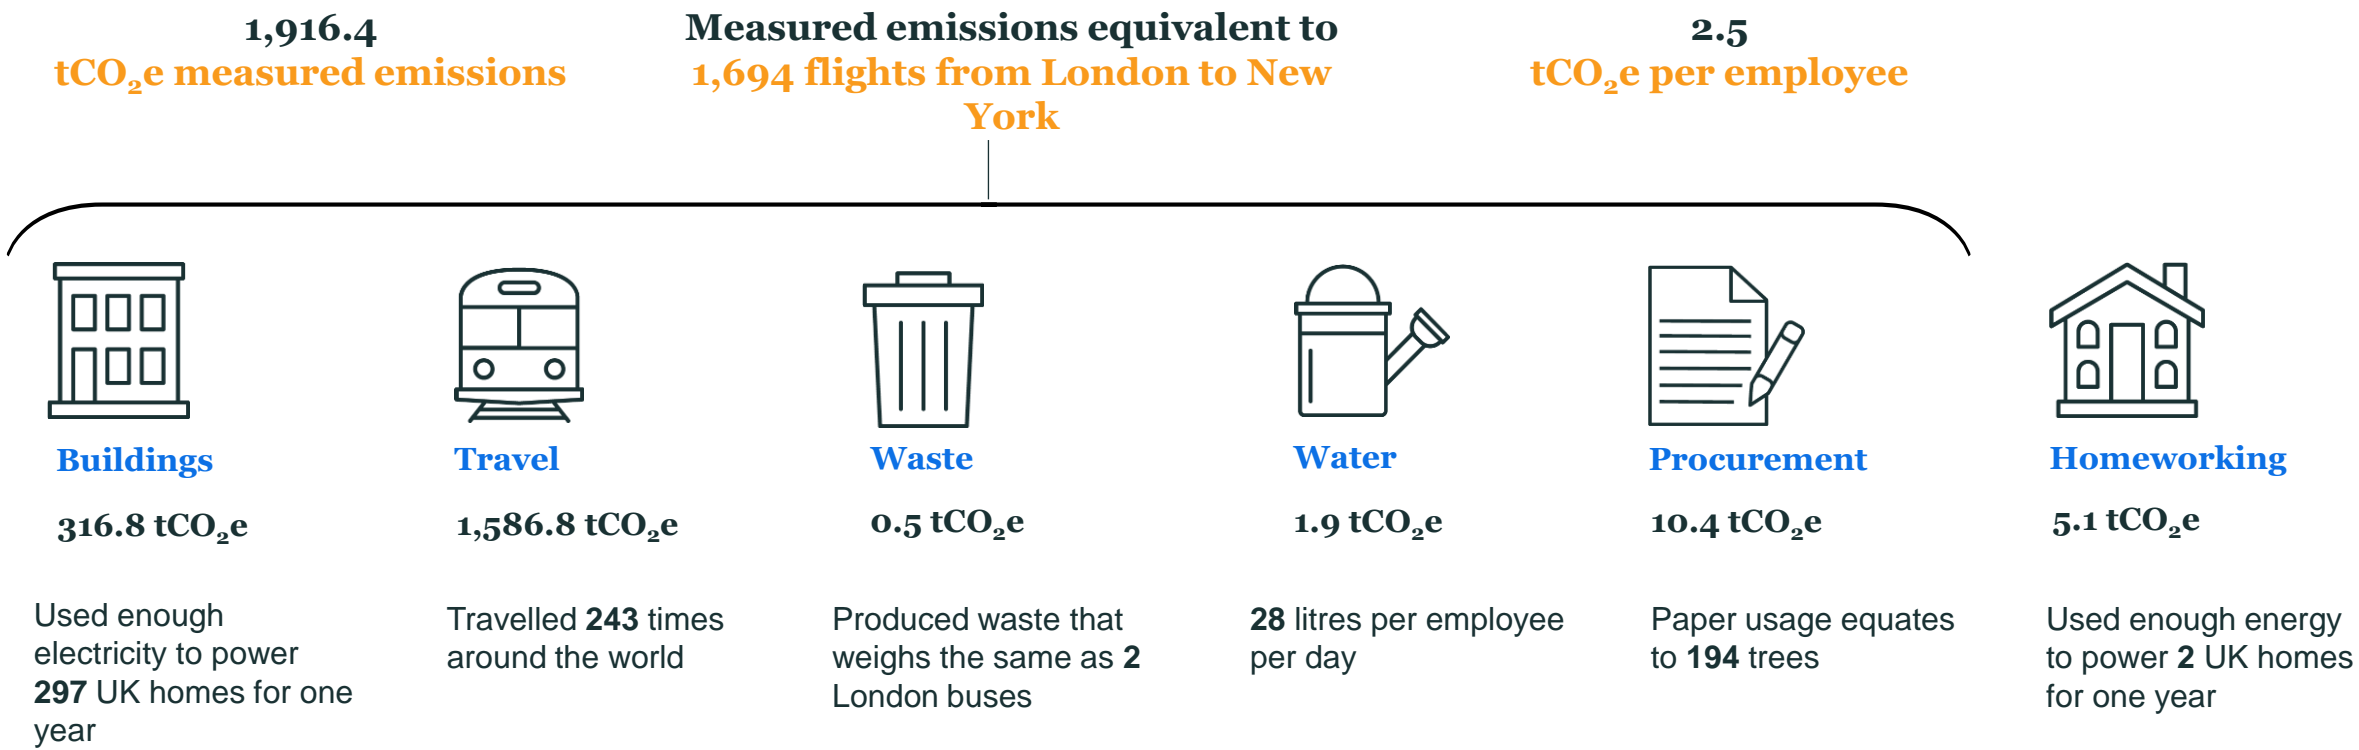 1,916.4
tCO₂e measured emissions
Measured emissions equivalent to
1,694 flights from London to New
York
2.5
tCO₂e per employee
Buildings
316.8 tCO₂e
Used enough
electricity to power
297 UK homes for one
year
Travel
1,586.8 tCO₂e
Travelled 243 times
around the world
Waste
0.5 tCO₂e
Produced waste that
weighs the same as 2
London buses
Water
1.9 tCO₂e
28 litres per employee
per day
Procurement
10.4 tCO₂e
Paper usage equates
to 194 trees
Homeworking
5.1 tCO₂e
Used enough energy
to power 2 UK homes
for one year